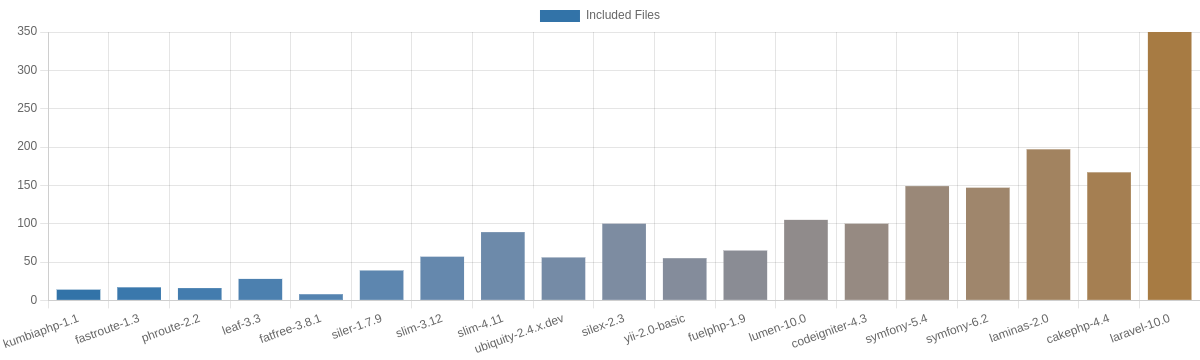 Included Files
350
300
250
200
150
100
50
0
kumbiaphp-1.1
fastroute-1.3
phroute-2.2
leaf-3.3
fatfree-3.8.1
siler-1.7.9
slim-3.12
slim-4.11
ubiquity-2.4.x.dev
silex-2.3
yii-2.0-basic
fuelphp-1.9
lumen-10.0
codeigniter-4.3
symfony-5.4
symfony-6.2
laminas-2.0
cakephp-4.4
laravel-10.0